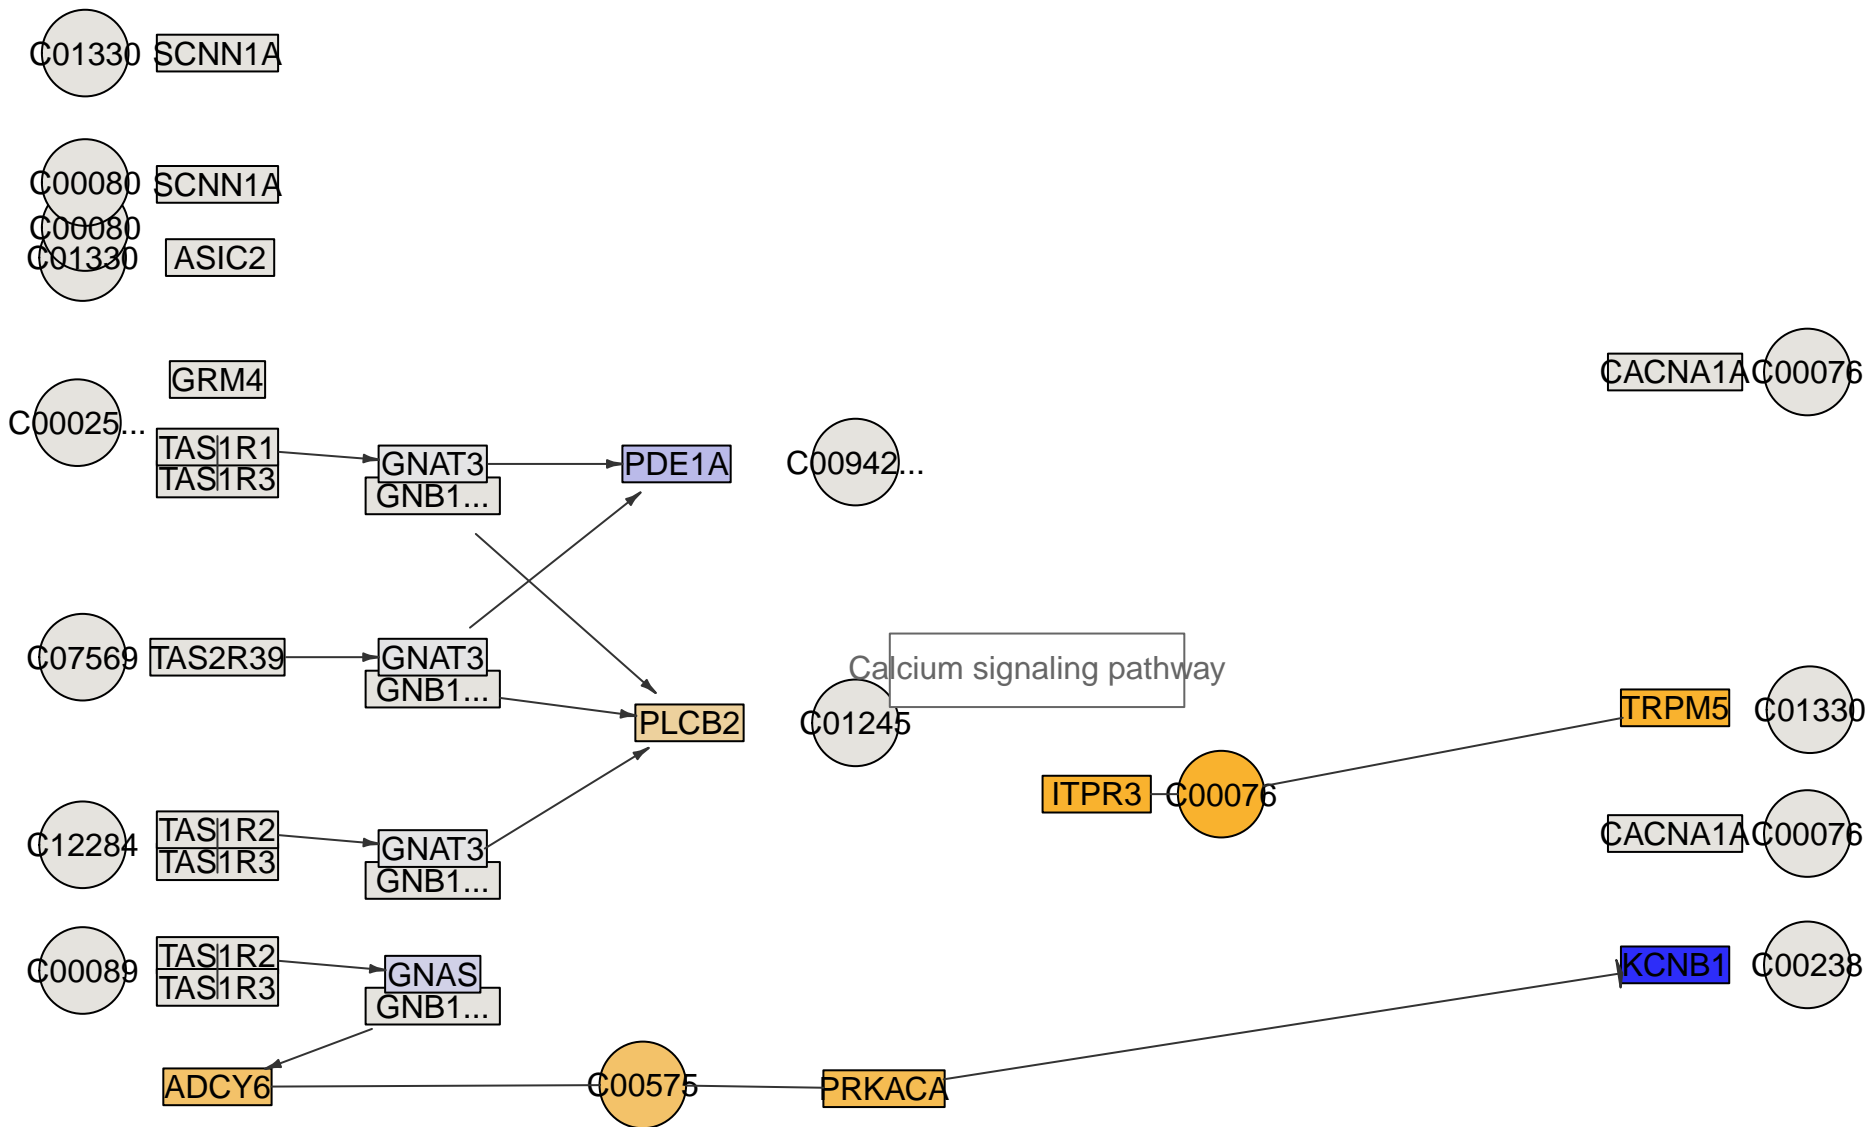 C01330 SCNN1A
C00080 SCNN1A
C00080
C01330 ASIC2
GRM4
CACNA1A C00076
C00025...
TAS1R1
GNAT3 PDE1A C00942...
TAS1R3
GNB1...
C07569 TAS2R39 GNAT3
Calcium signaling pathway
GNB1...
PLCB2 C01245
TRPM5 C01330
ITPR3 C00076
TAS1R2
CACNA1A C00076
C12284
GNAT3
TAS1R3
GNB1...
TAS1R2
KCNB1 C00238
C00089
GNAS
TAS1R3
GNB1...
ADCY6 C00575 PRKACA